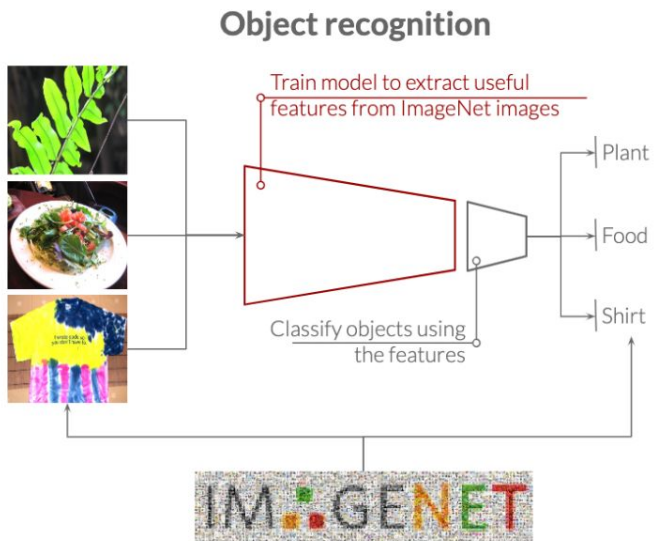 Object recognition
Train model to extract useful
features from ImageNet images
Plant
Food
Shirt
Classify objects using
the features
IMAGENET